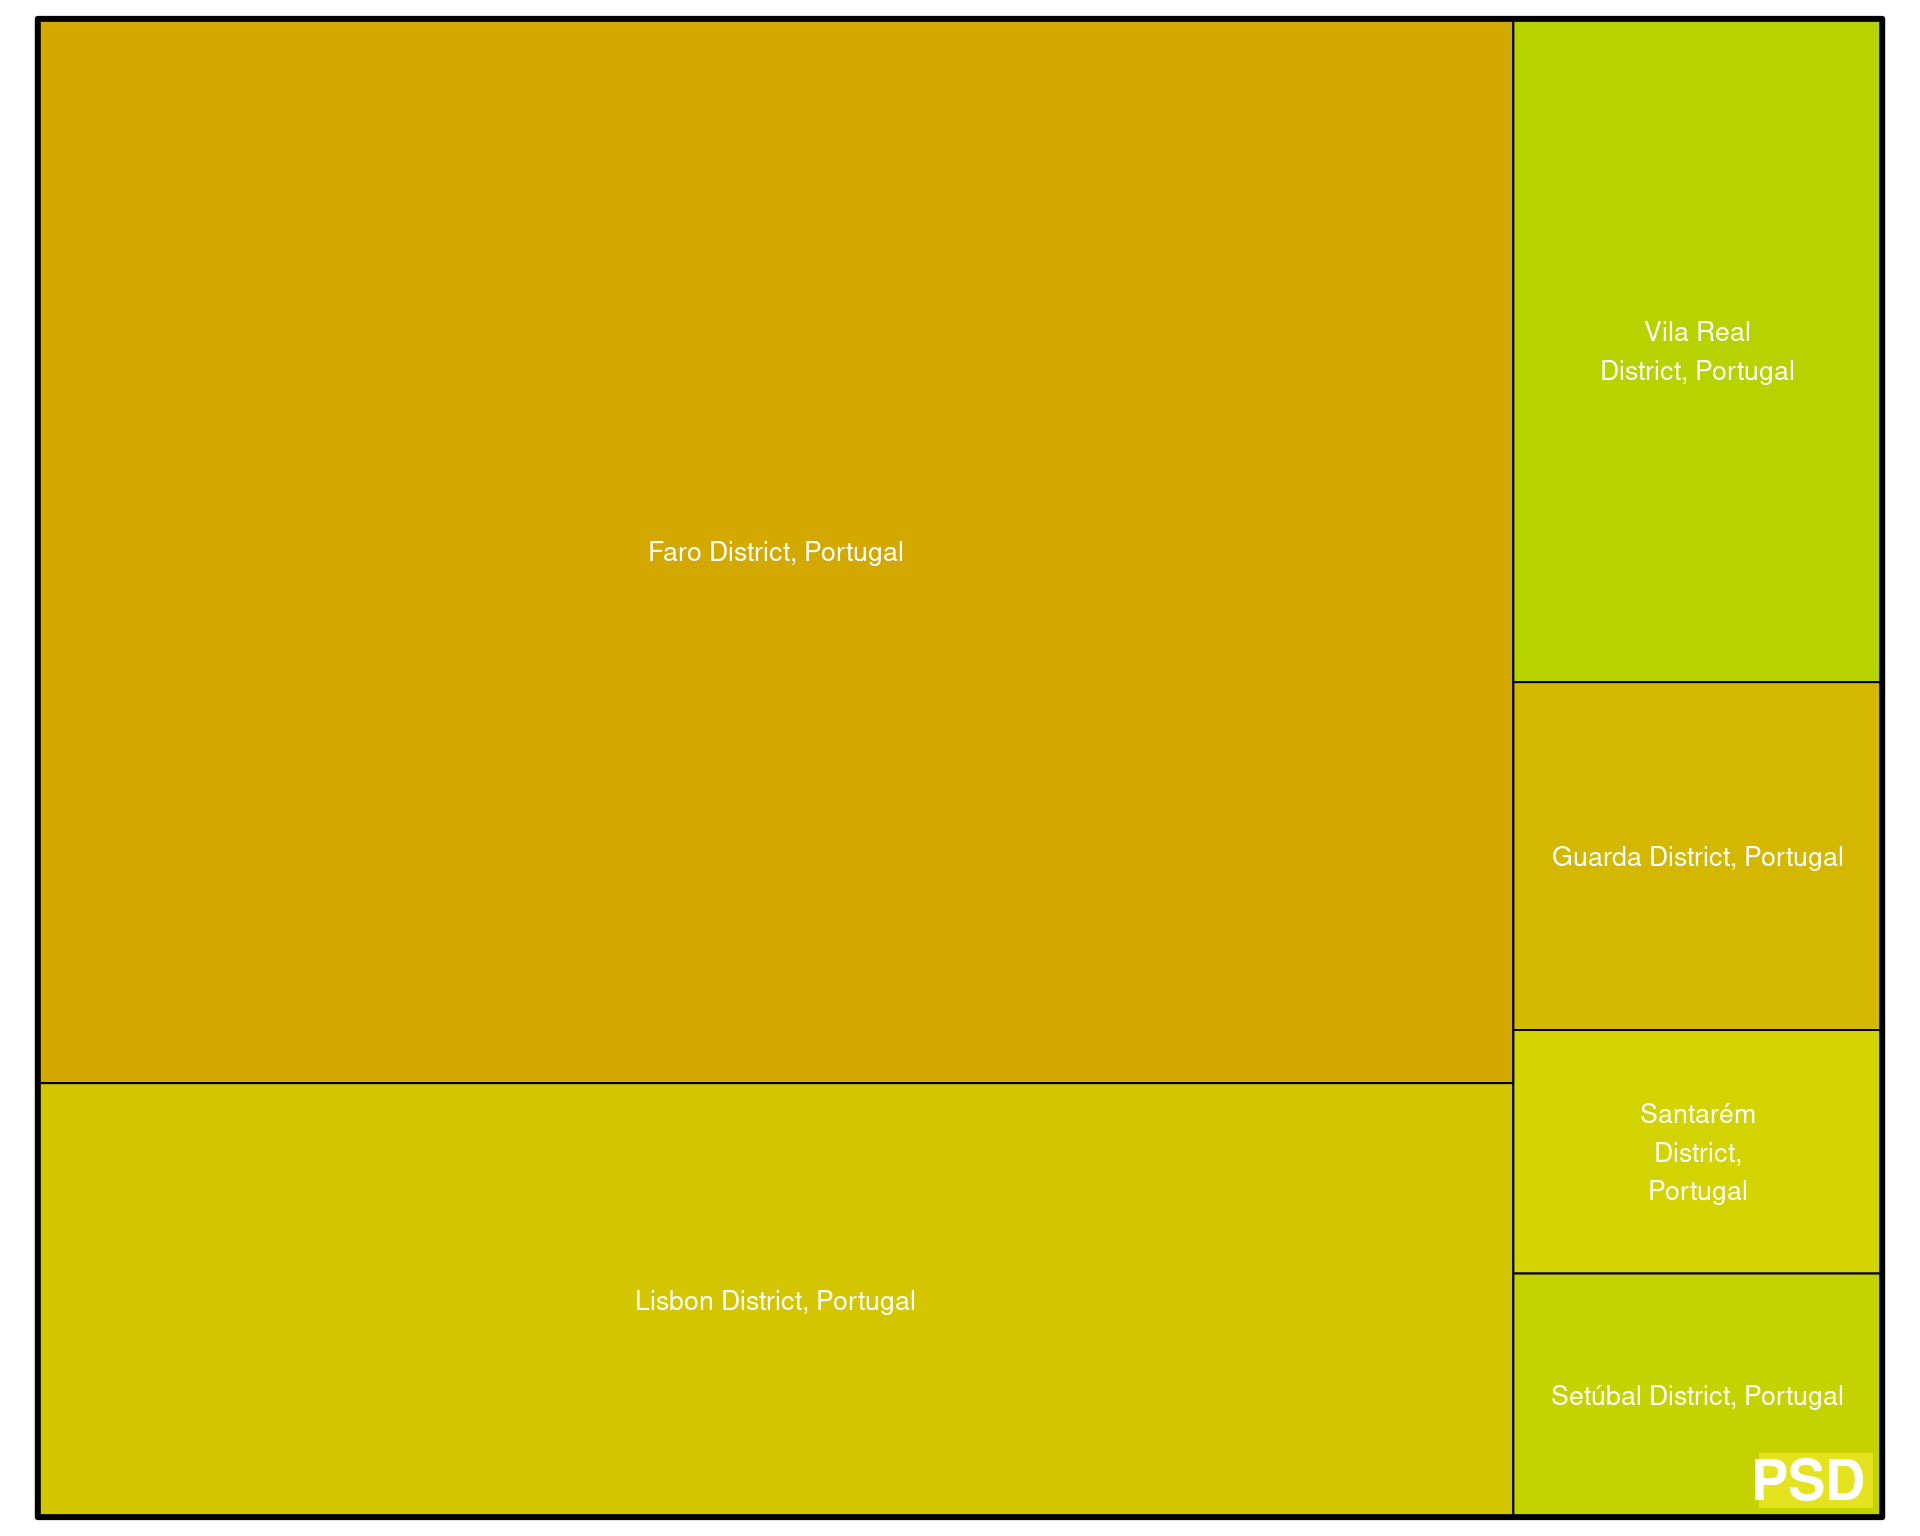 Faro District, Portugal
Lisbon District, Portugal
Vila Real
District, Portugal
Guarda District, Portugal
Santarém
District,
Portugal
Setúbal District, Portugal
PSD